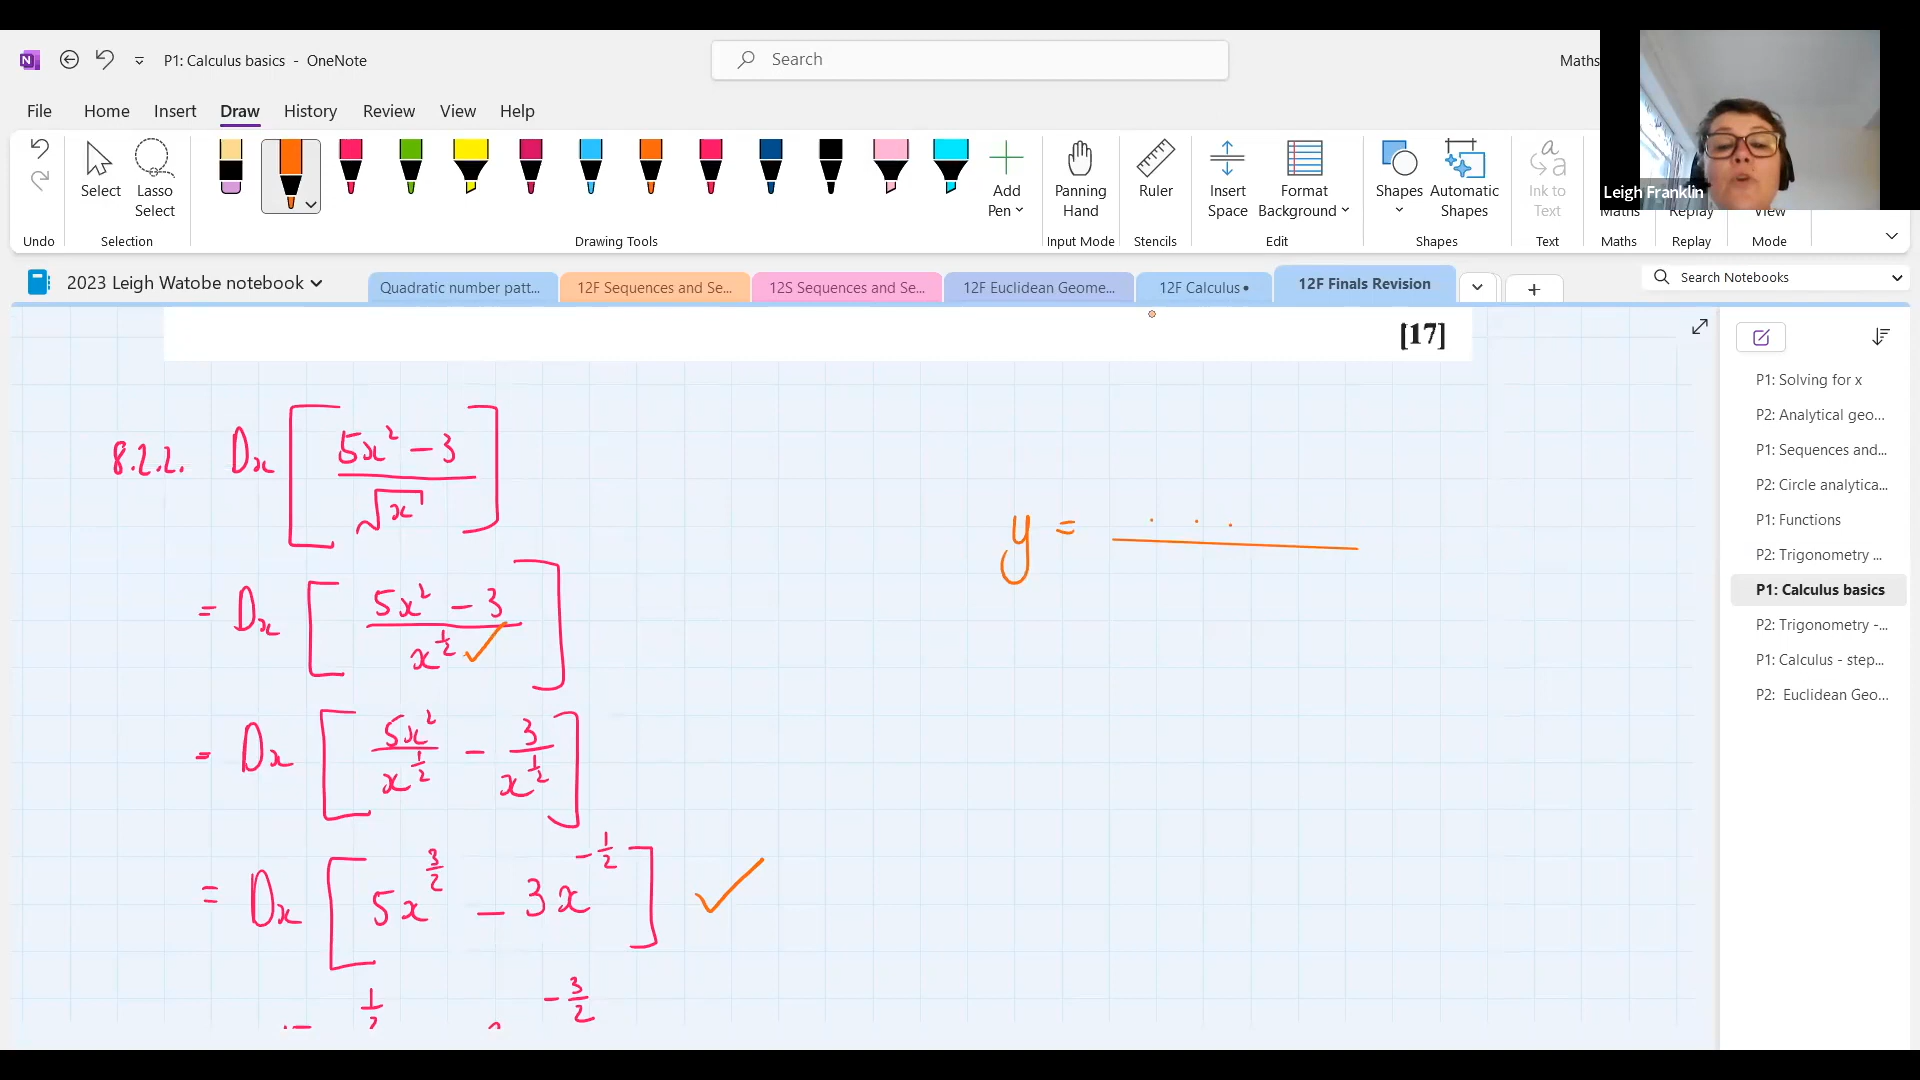 P1: Calculus basics - OneNote
Search
Maths
File Home Insert Draw History Review View Help
Undo
Select
Lasso Select
Selection
Drawing Tools
Add Pen
Panning Hand
Input Mode
Ruler
Stencils
Insert Space
Format Background
Edit
Shapes
Automatic Shapes
Shapes
Ink to Text
Text
Maths
Maths
Replay
Replay
View
Mode
Leigh Franklin
2023 Leigh Watobe notebook
Quadratic number patt...
12F Sequences and Se...
12S Sequences and Se...
12F Euclidean Geome...
12F Calculus •
12F Finals Revision
+
Search Notebooks
[17]
8.2.2. Dx [ (5x² – 3) / √x ]
= Dx [ (5x² – 3) / x^(1/2) ] ✓
= Dx [ 5x² / x^(1/2) – 3 / x^(1/2) ]
= Dx [ 5x^(3/2) – 3x^(-1/2) ] ✓
-3/2
y = . . .
P1: Solving for x
P2: Analytical geo...
P1: Sequences and...
P2: Circle analytica...
P1: Functions
P2: Trigonometry ...
P1: Calculus basics
P2: Trigonometry -...
P1: Calculus - step...
P2: Euclidean Geo...